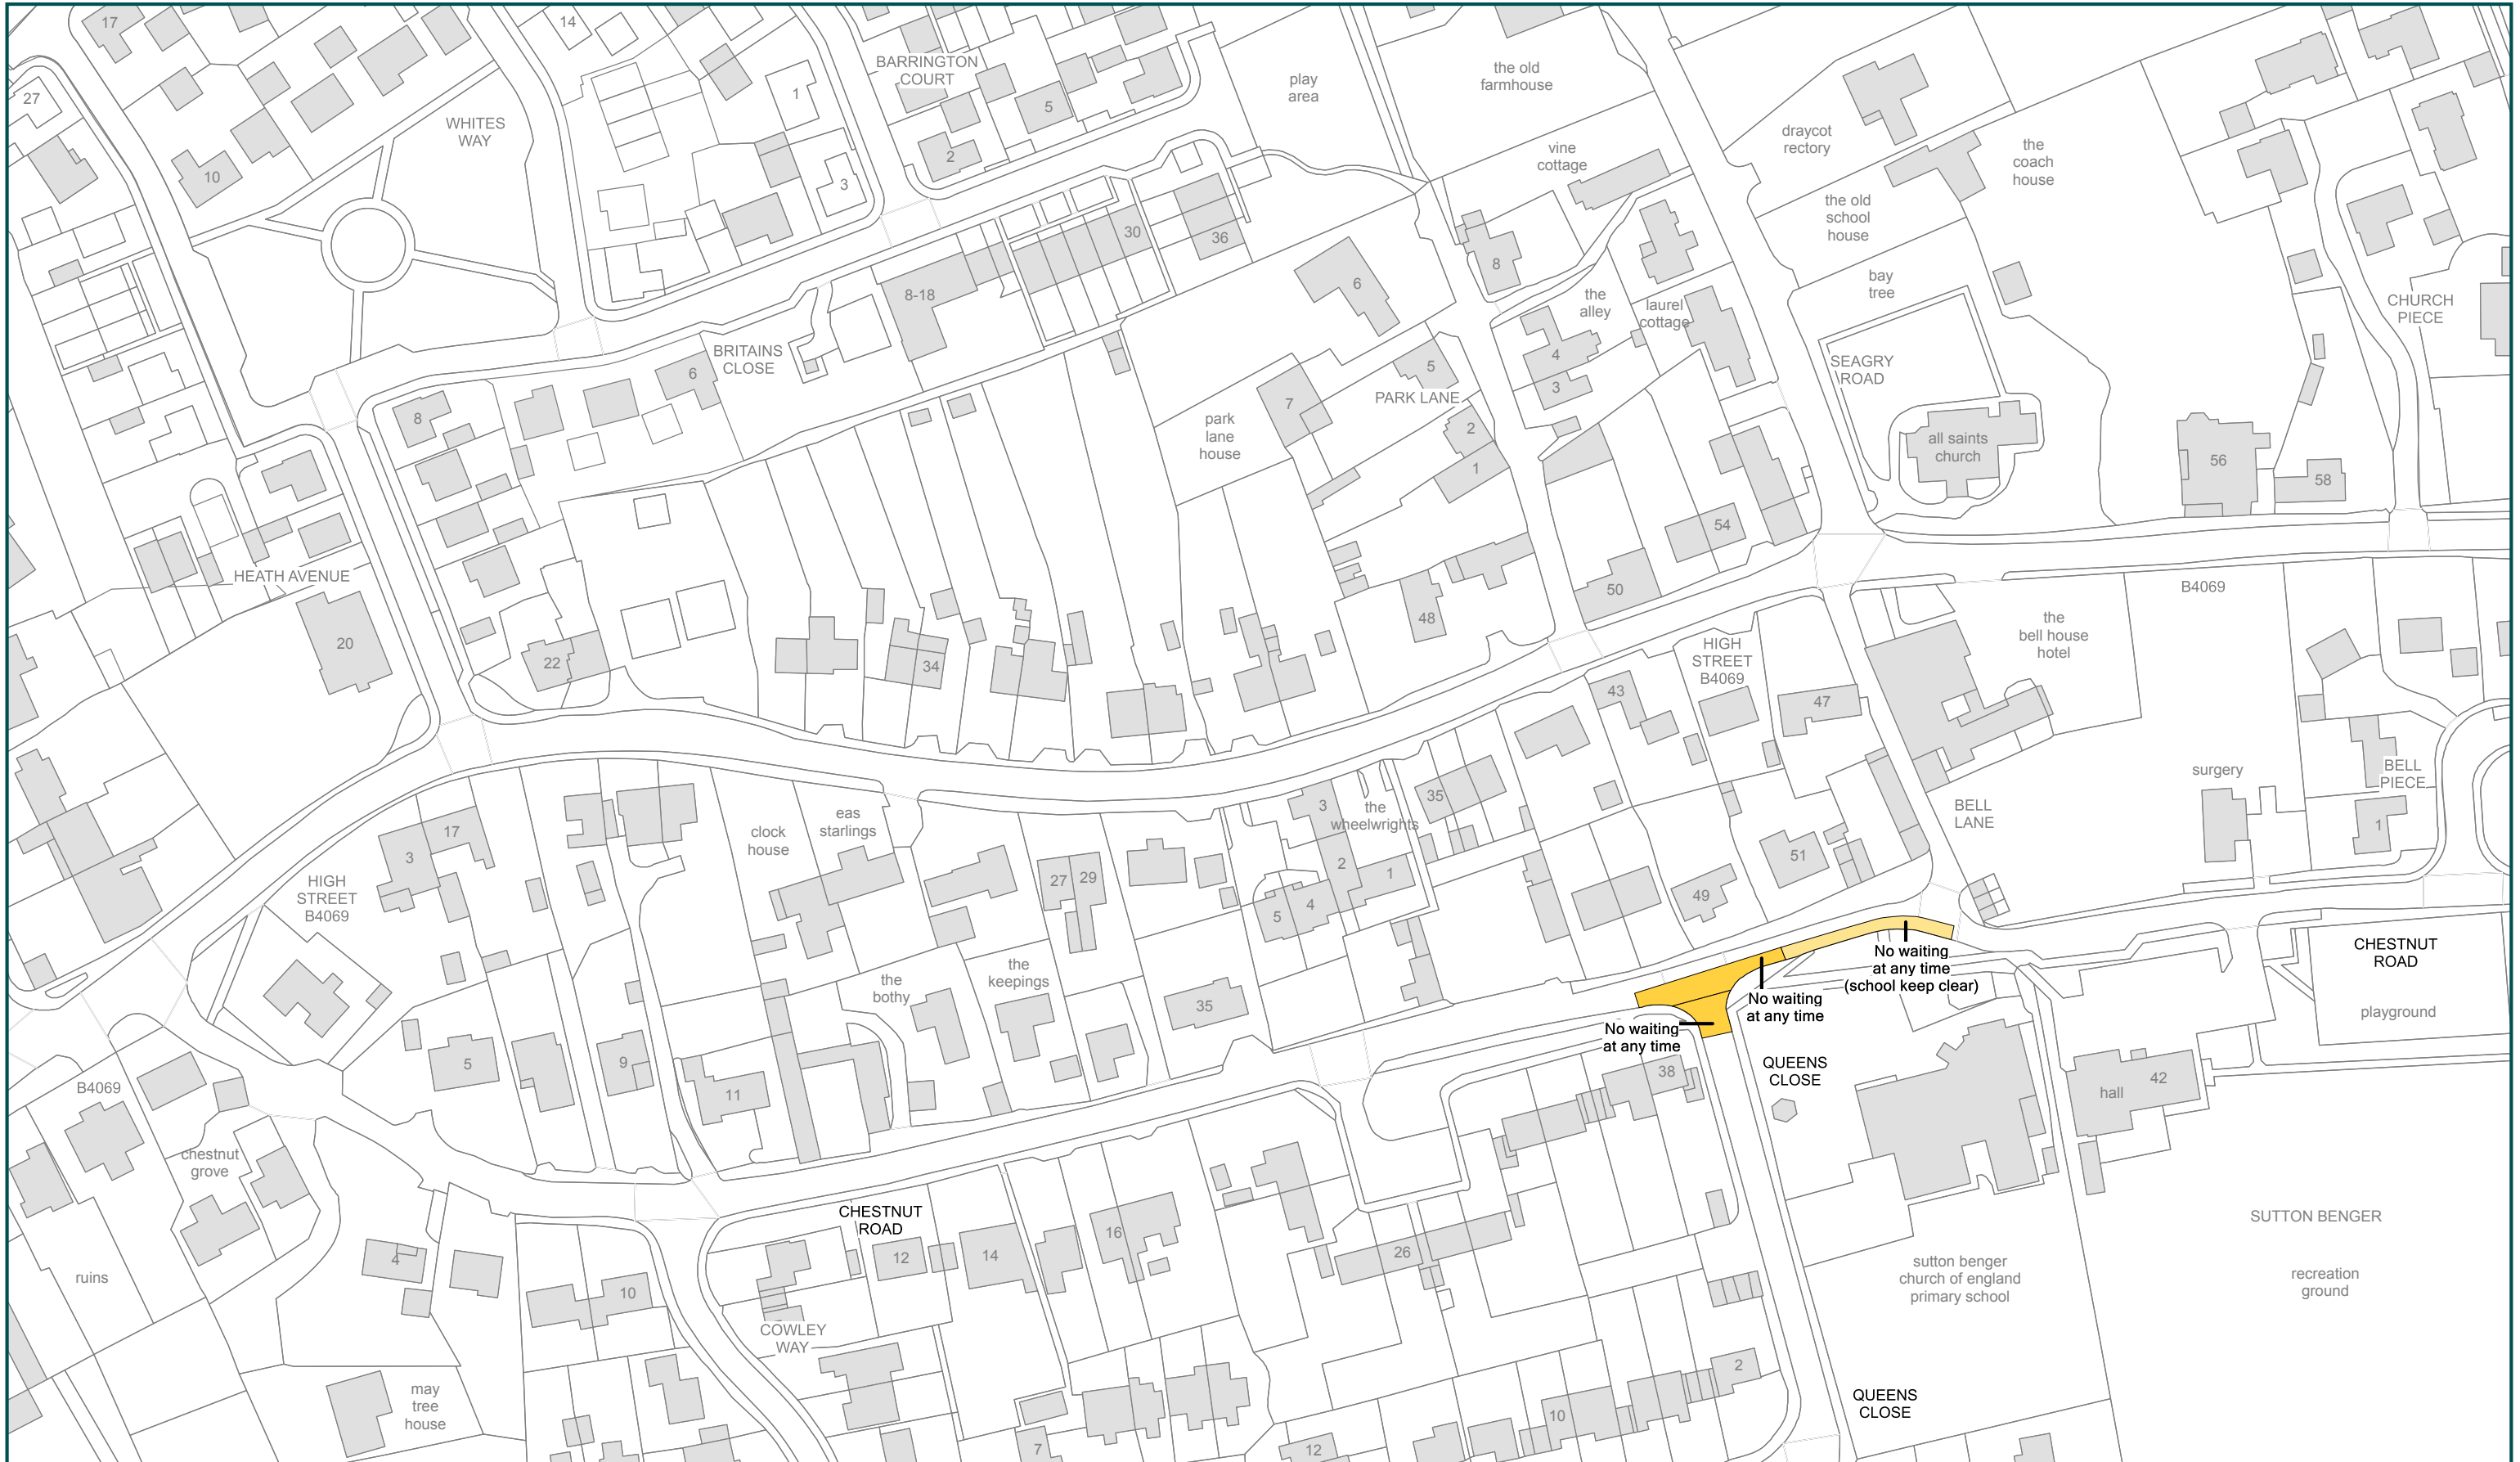 17
14
BARRINGTON
COURT
the old
farmhouse
play
area
27
1
5
WHITES
WAY
draycot
rectory
the
coach
house
2
vine
cottage
10
3
the old
school
house
30
36
8
6
bay
tree
8-18
the
alley
laurel
cottage
CHURCH
PIECE
BRITAINS
CLOSE
6
4
5
SEAGRY
ROAD
3
PARK LANE
7
8
park
lane
house
2
all saints
church
1
56
58
54
HEATH AVENUE
50
B4069
48
20
the
bell house
hotel
22
34
HIGH
STREET
B4069
43
47
surgery
BELL
PIECE
35
3
the
wheelwrights
BELL
LANE
eas
starlings
clock
house
17
1
3
51
2
1
27
29
HIGH
STREET
B4069
49
4
5
CHESTNUT
ROAD
No waiting
at any time
(school keep clear)
the
keepings
the
bothy
35
No waiting
at any time
playground
No waiting
at any time
5
9
38
QUEENS
CLOSE
hall
42
B4069
11
chestnut
grove
CHESTNUT
ROAD
SUTTON BENGER
16
4
12
14
26
sutton benger
church of england
primary school
ruins
10
recreation
ground
COWLEY
WAY
2
may
tree
house
QUEENS
CLOSE
10
7
12